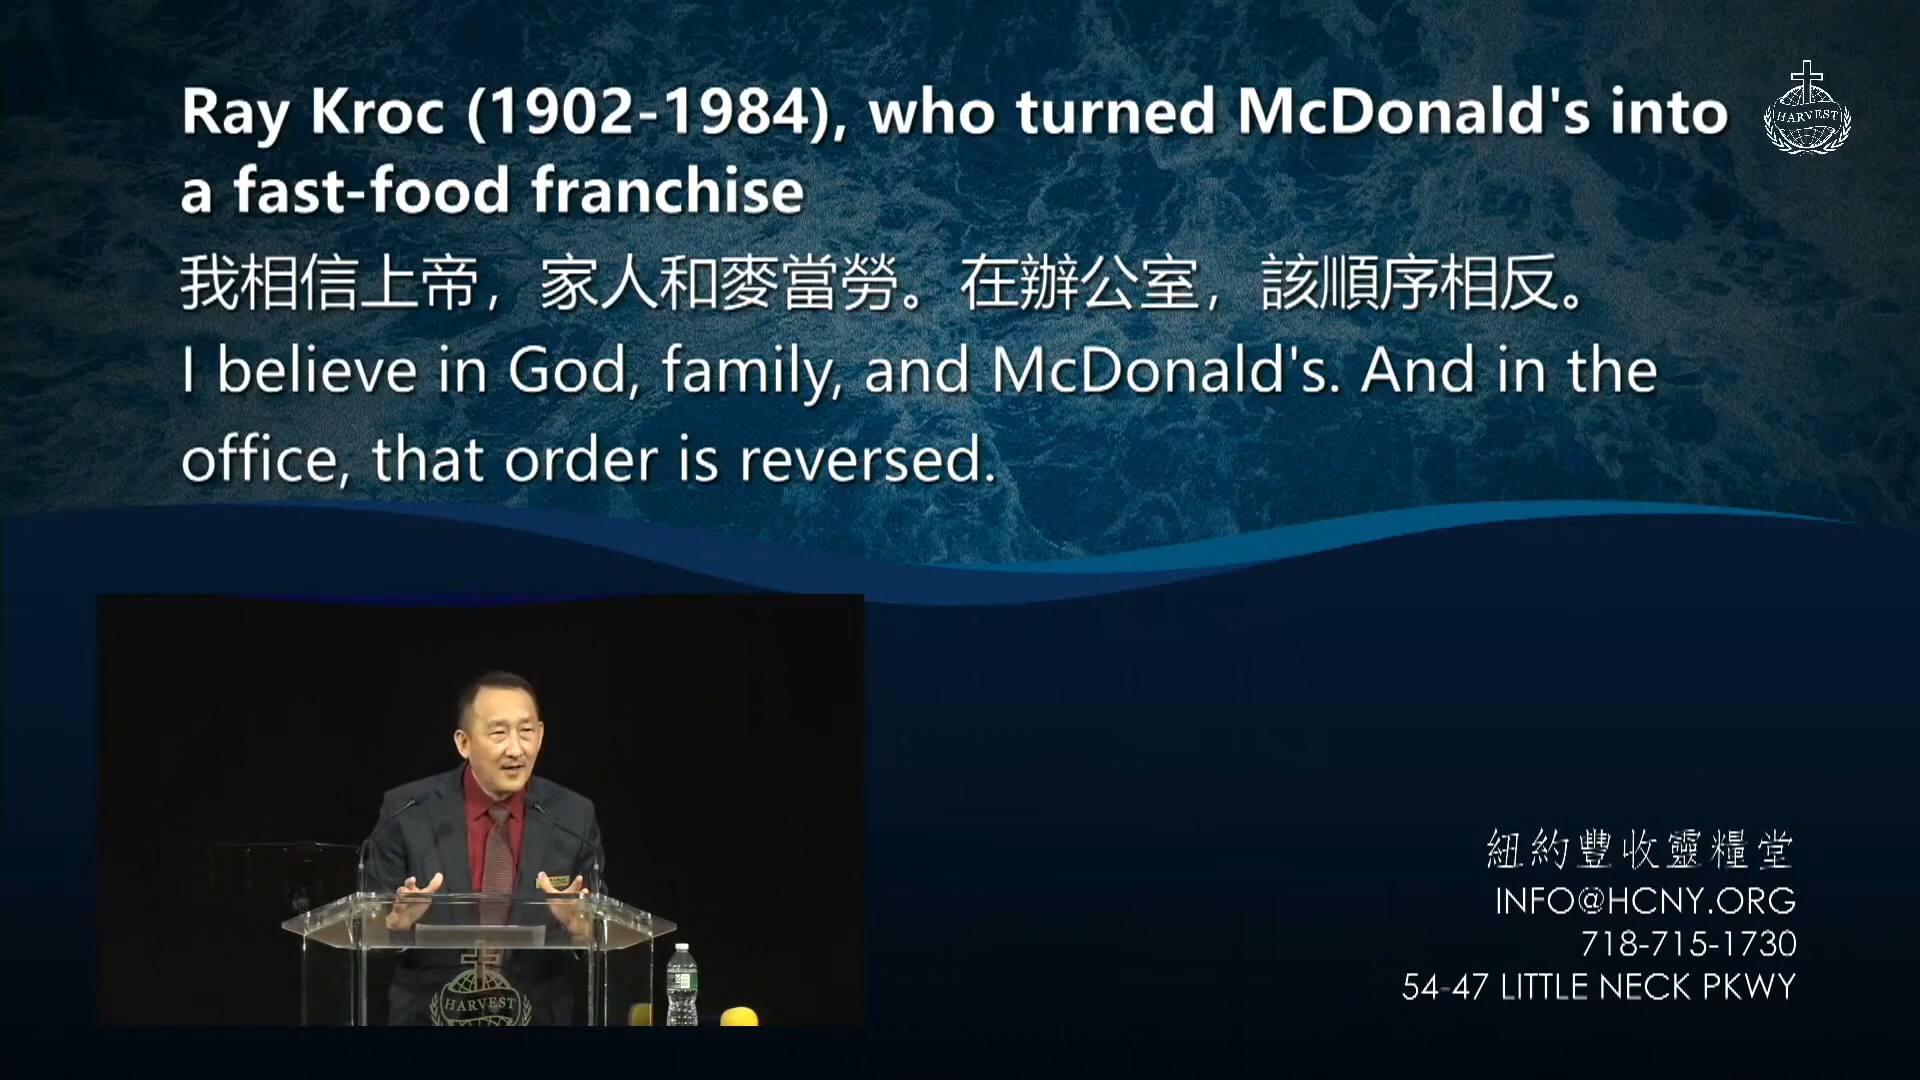 Ray Kroc (1902-1984), who turned McDonald's into
a fast-food franchise
我相信上帝，家人和麥當勞。在辦公室，該順序相反。
I believe in God, family, and McDonald's. And in the
office, that order is reversed.
HARVEST
HARVEST
紐約豐收靈糧堂
INFO@HCNY.ORG
718-715-1730
54-47 LITTLE NECK PKWY